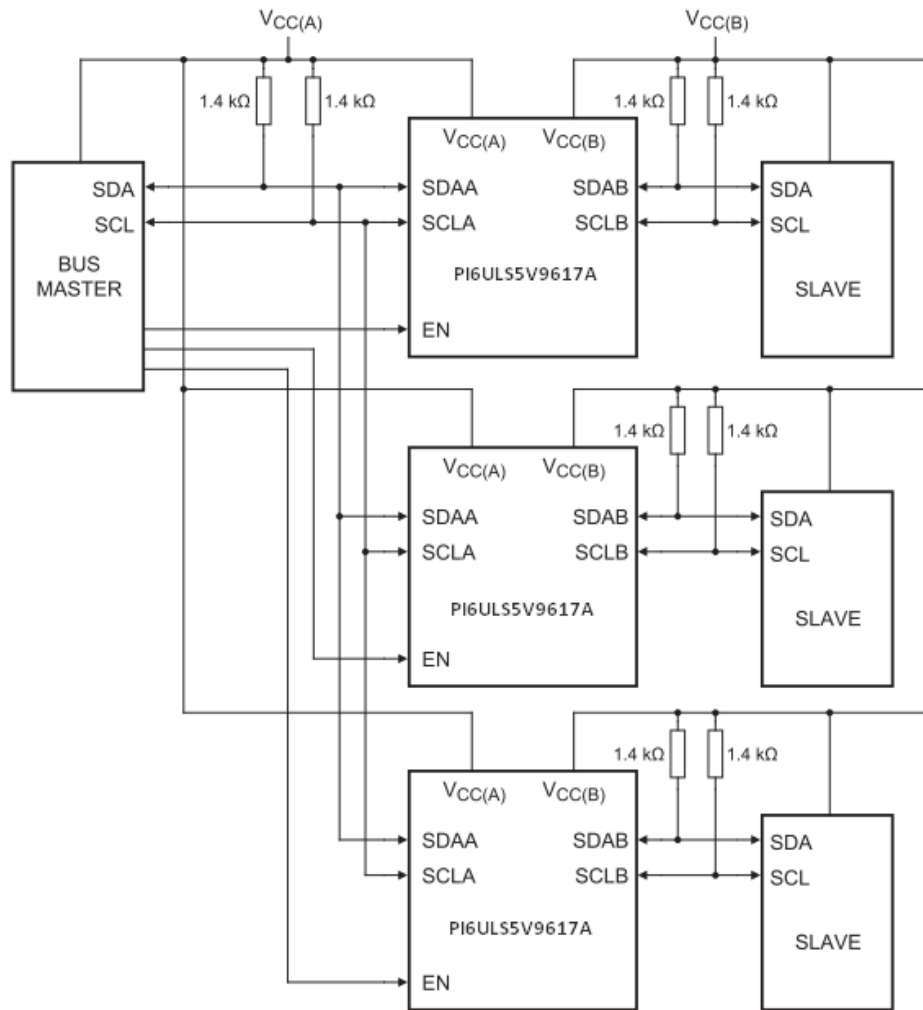 VCC(A)
VCC(B)
1.4 kΩ
1.4 kΩ
1.4 kΩ
1.4 kΩ
VCC(A)
VCC(B)
SDA
SDAA
SDAB
SDA
SCL
SCLA
SCLB
SCL
BUS
MASTER
PI6ULS5V9617A
SLAVE
EN
1.4 kΩ
1.4 kΩ
VCC(A)
VCC(B)
SDAA
SDAB
SDA
SCLA
SCLB
SCL
PI6ULS5V9617A
SLAVE
EN
1.4 kΩ
1.4 kΩ
VCC(A)
VCC(B)
SDAA
SDAB
SDA
SCLA
SCLB
SCL
PI6ULS5V9617A
SLAVE
EN